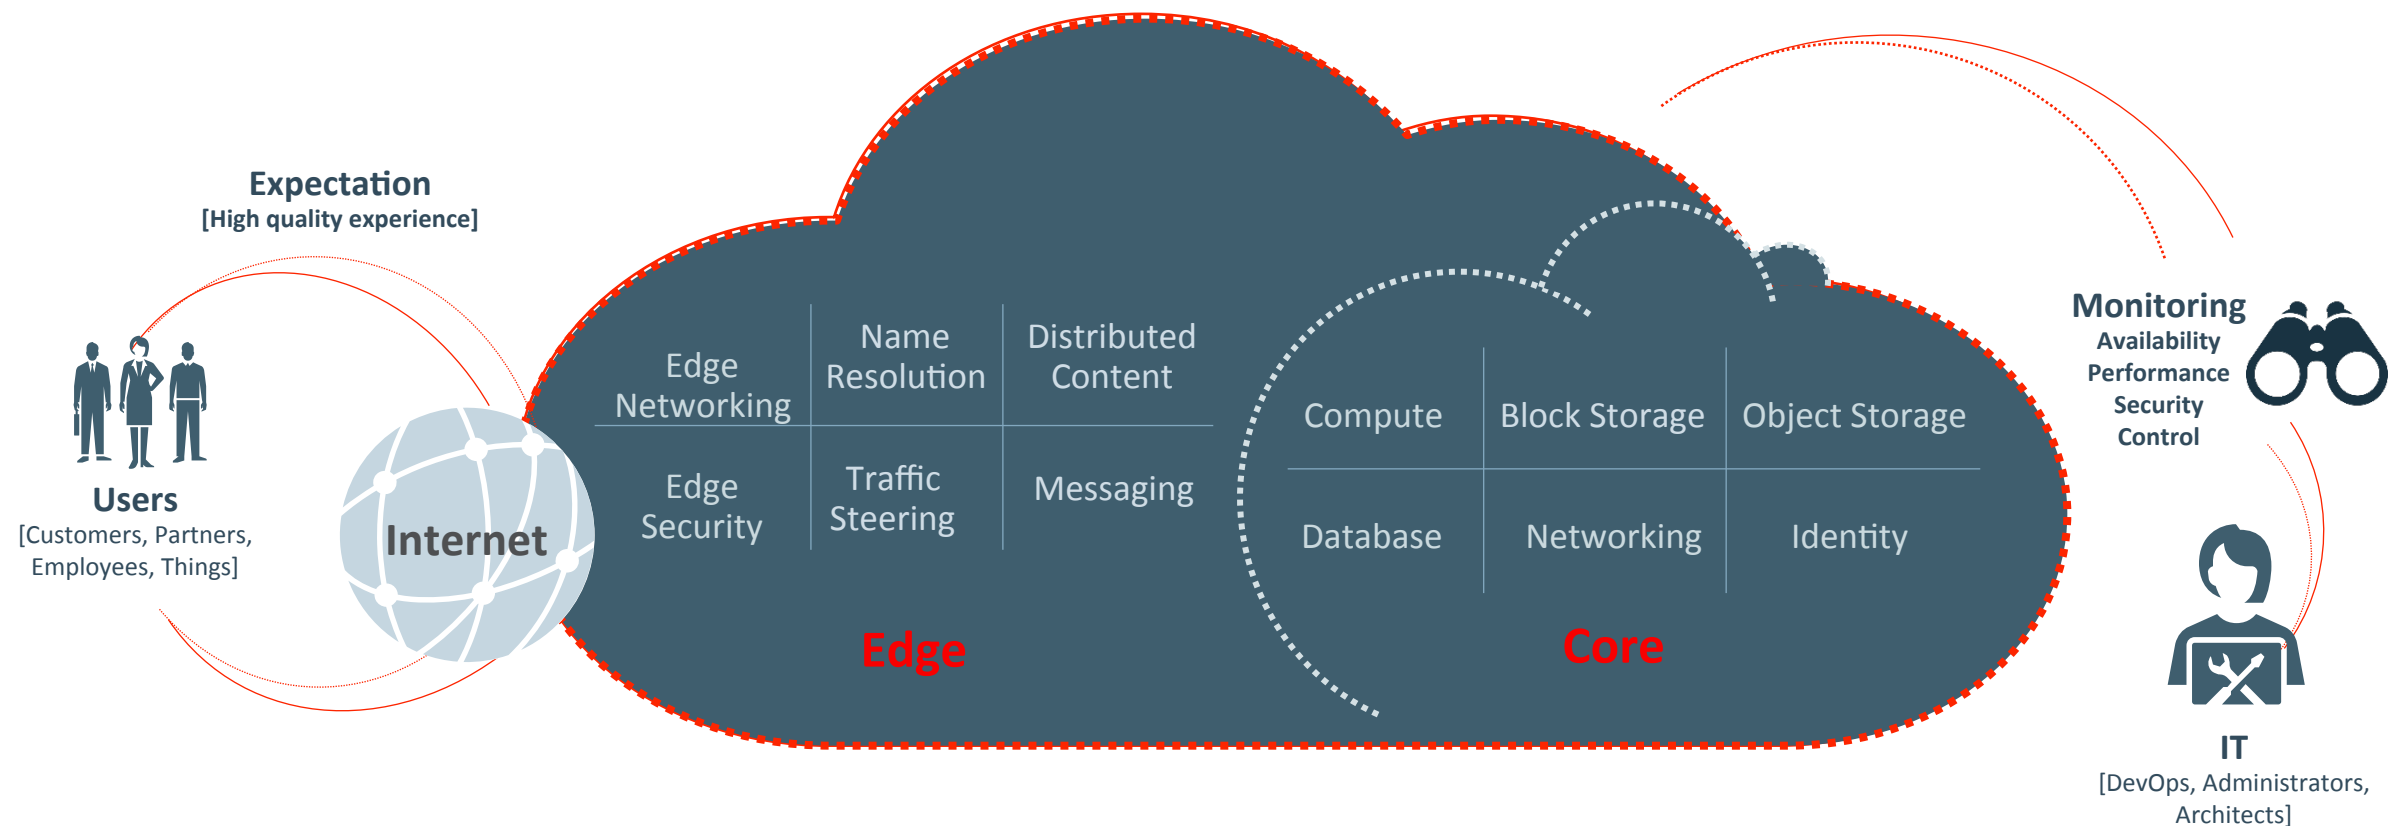 Expectation
[High quality experience]
Users
[Customers, Partners,
Employees, Things]
Internet
Edge
Networking
Name
Resolution
Distributed
Content
Edge
Security
Traffic
Steering
Messaging
Edge
Compute
Block Storage
Object Storage
Database
Networking
Identity
Core
Monitoring
Availability
Performance
Security
Control
IT
[DevOps, Administrators,
Architects]